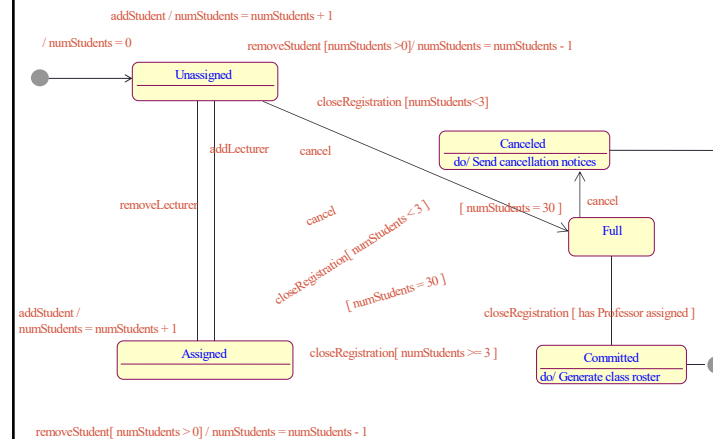 addStudent / numStudents = numStudents + 1
/ numStudents = 0
removeStudent [numStudents >0]/ numStudents = numStudents - 1
Unassigned
closeRegistration [numStudents<3]
addLecturer
cancel
Canceled
do/ Send cancellation notices
removeLecturer
cancel
closeRegistration[ numStudents < 3 ]
[ numStudents = 30 ]
cancel
Full
[ numStudents = 30 ]
addStudent /
numStudents = numStudents + 1
closeRegistration [ has Professor assigned ]
Assigned
closeRegistration[ numStudents >= 3 ]
Committed
do/ Generate class roster
removeStudent[ numStudents > 0] / numStudents = numStudents - 1